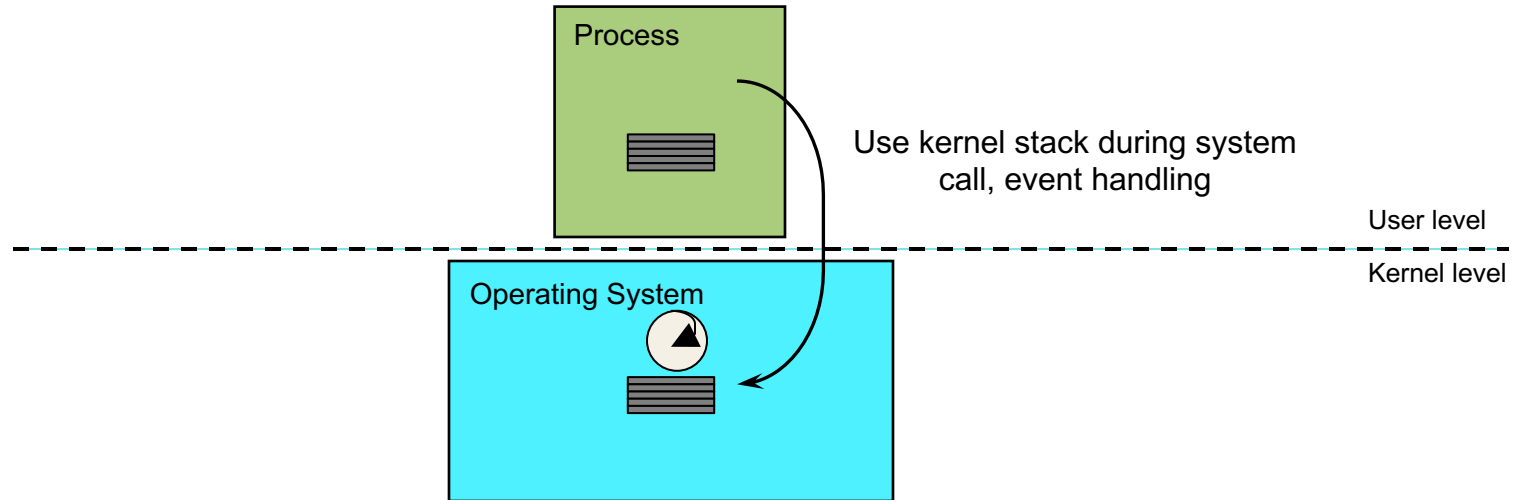 Process
Use kernel stack during system
call, event handling
User level
Kernel level
Operating System